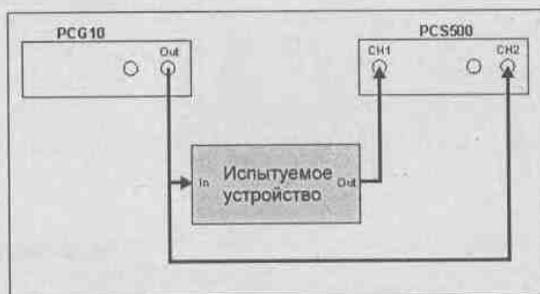 PCG10
Out
PCS500
CH1
CH2
In
Испытуемое
устройство
Out